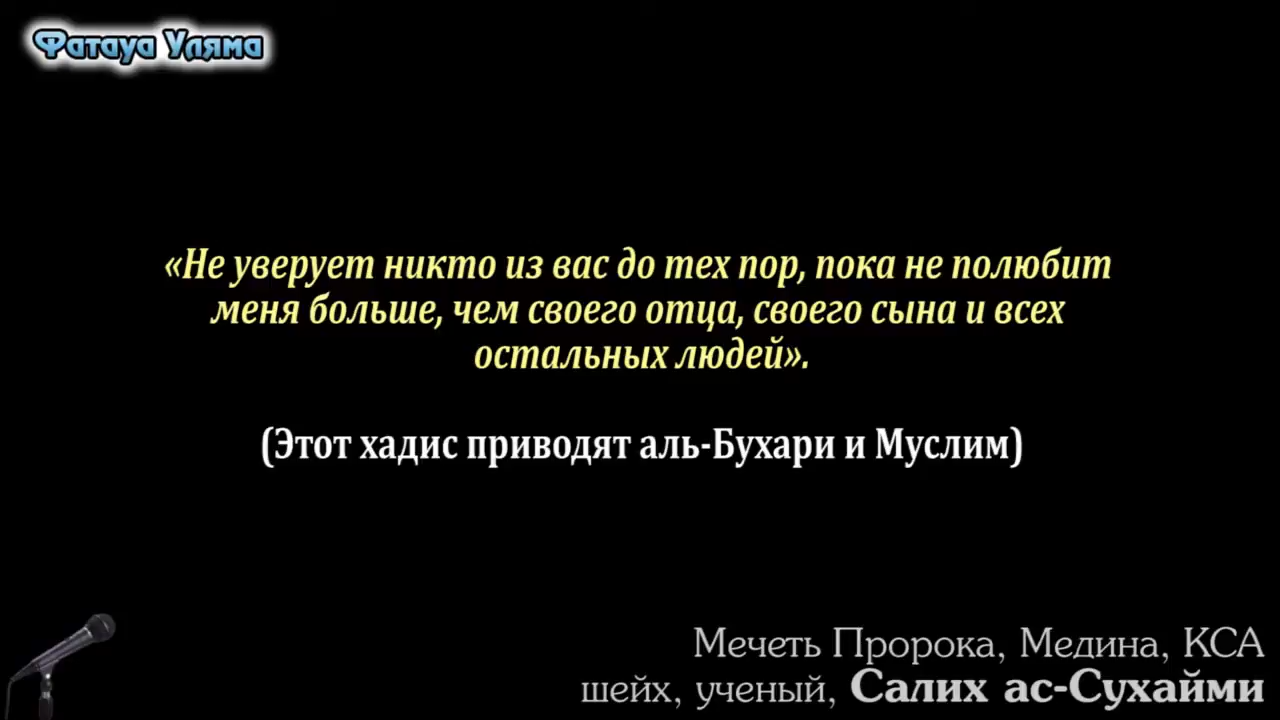 Фатауа Уляма
«Не уверует никто из вас до тех пор, пока не полюбит
меня больше, чем своего отца, своего сына и всех
остальных людей».
(Этот хадис приводят аль-Бухари и Муслим)
Мечеть Пророка, Медина, КСА
шейх, ученый, Салих ас-Сухайми